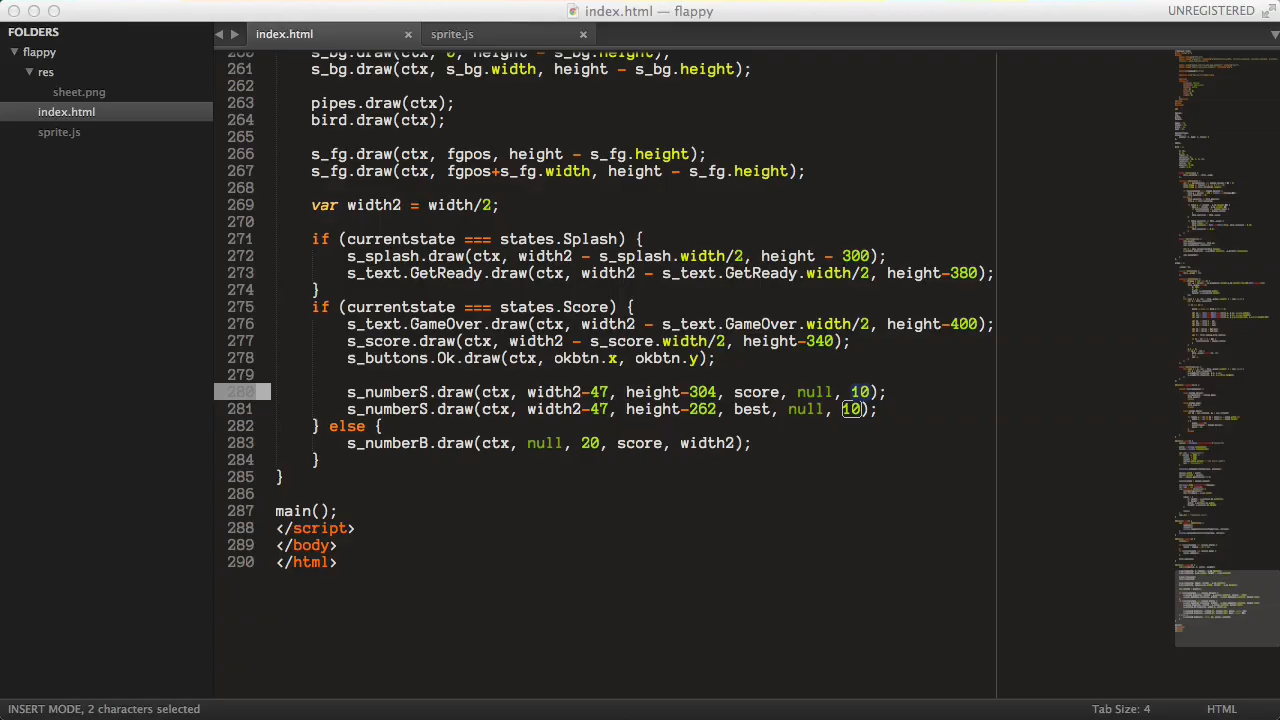 index.html — flappy
UNREGISTERED
FOLDERS
flappy
res
sheet.png
index.html
sprite.js
index.html × sprite.js ×
261 s_bg.draw(ctx, s_bg.width, height - s_bg.height);
262
263 pipes.draw(ctx);
264 bird.draw(ctx);
265
266 s_fg.draw(ctx, fgpos, height - s_fg.height);
267 s_fg.draw(ctx, fgpos+s_fg.width, height - s_fg.height);
268
269 var width2 = width/2;
270
271 if (currentstate === states.Splash) {
272 s_splash.draw(ctx, width2 - s_splash.width/2, height - 300);
273 s_text.GetReady.draw(ctx, width2 - s_text.GetReady.width/2, height-380);
274 }
275 if (currentstate === states.Score) {
276 s_text.GameOver.draw(ctx, width2 - s_text.GameOver.width/2, height-400);
277 s_score.draw(ctx, width2 - s_score.width/2, height-340);
278 s_buttons.Ok.draw(ctx, okbtn.x, okbtn.y);
279
280 s_numberS.draw(ctx, width2-47, height-304, score, null, 10);
281 s_numberS.draw(ctx, width2-47, height-262, best, null, 10);
282 } else {
283 s_numberB.draw(ctx, null, 20, score, width2);
284 }
285 }
286
287 main();
288 </script>
289 </body>
290 </html>
INSERT MODE, 2 characters selected
Tab Size: 4
HTML